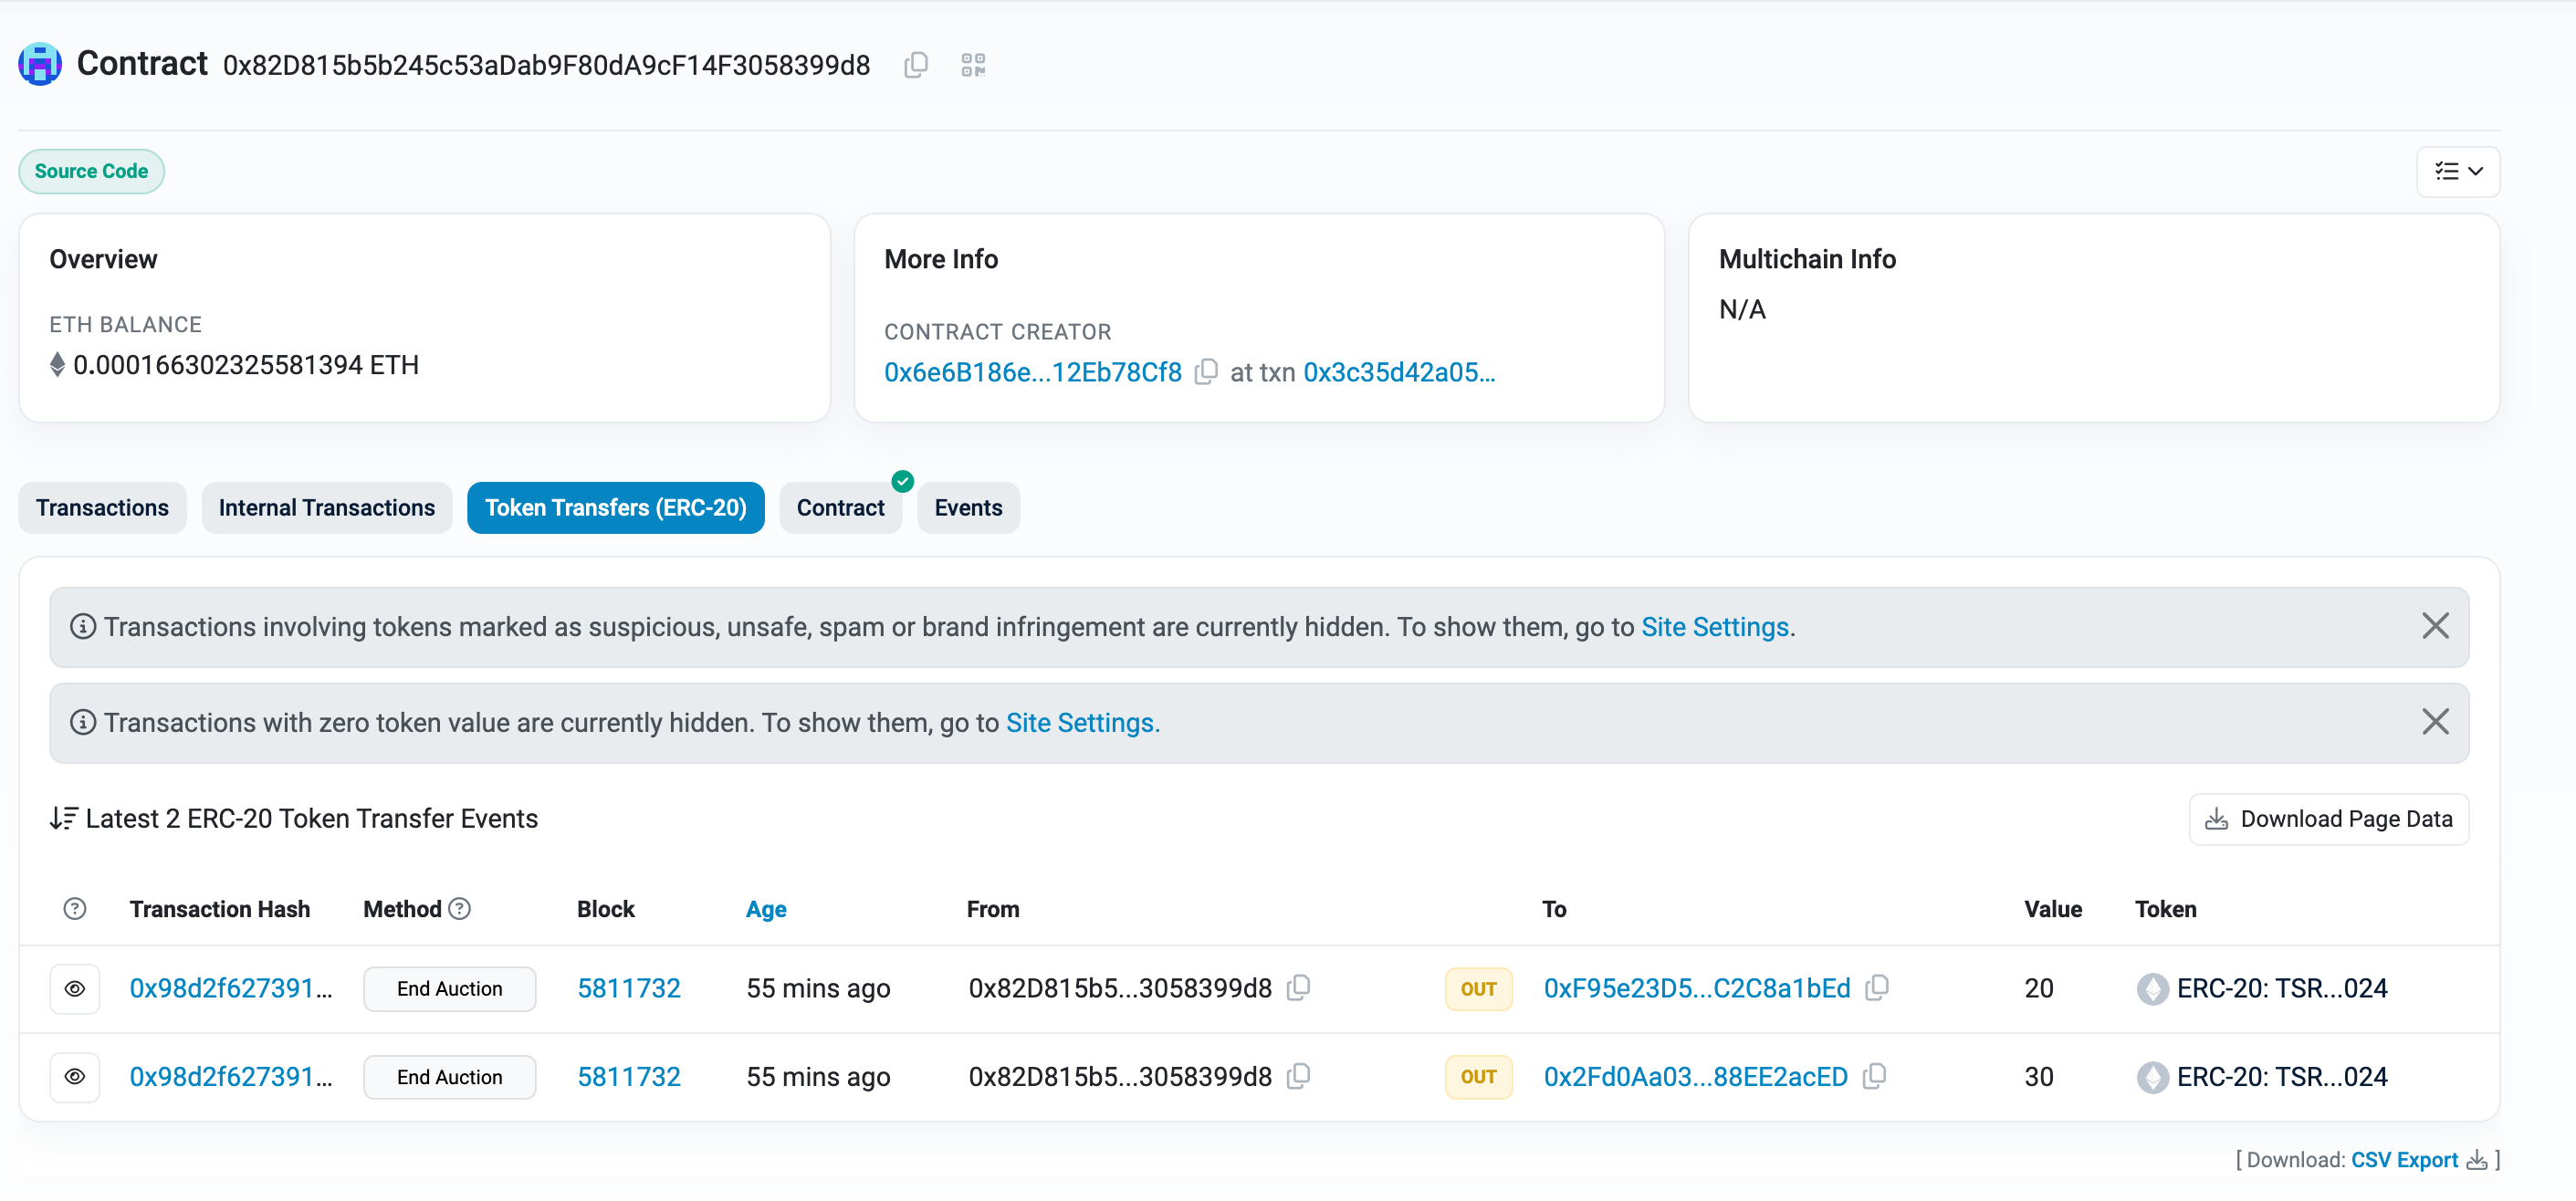 Contract 0x82D815b5b245c53aDab9F80dA9cF14F3058399d8
Source Code
Overview
ETH BALANCE
0.000166302325581394 ETH
More Info
CONTRACT CREATOR
0x6e6B186e...12Eb78Cf8 at txn 0x3c35d42a05...
Multichain Info
N/A
Transactions Internal Transactions Token Transfers (ERC-20) Contract Events
Transactions involving tokens marked as suspicious, unsafe, spam or brand infringement are currently hidden. To show them, go to Site Settings.
Transactions with zero token value are currently hidden. To show them, go to Site Settings.
Latest 2 ERC-20 Token Transfer Events
Download Page Data
Transaction Hash Method Block Age From To Value Token
0x98d2f627391... End Auction 5811732 55 mins ago 0x82D815b5...3058399d8 OUT 0xF95e23D5...C2C8a1bEd 20 ERC-20: TSR...024
0x98d2f627391... End Auction 5811732 55 mins ago 0x82D815b5...3058399d8 OUT 0x2Fd0Aa03...88EE2acED 30 ERC-20: TSR...024
[ Download: CSV Export ]